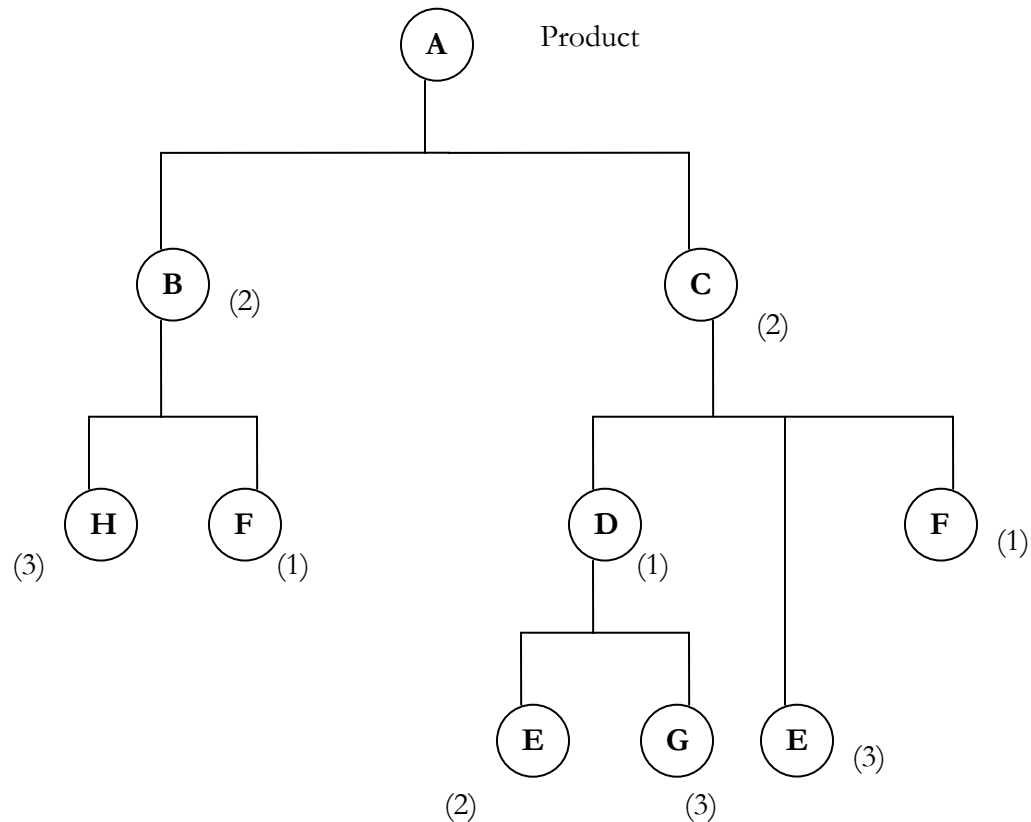 A Product
B (2) C (2)
H (3) F (1) D (1) F (1)
E (2) G (3) E (3)